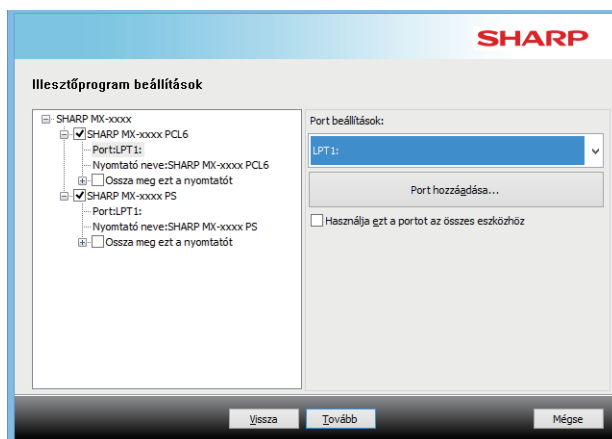 SHARP
Illesztőprogram beállítások
SHARP MX-xxxx
SHARP MX-xxxx PCL6
Port:LPT1:
Nyomtató neve:SHARP MX-xxxx PCL6
Ossza meg ezt a nyomtatót
SHARP MX-xxxx PS
Port:LPT1:
Nyomtató neve:SHARP MX-xxxx PS
Ossza meg ezt a nyomtatót
Port beállítások:
LPT1:
Port hozzáadása...
Használja ezt a portot az összes eszközhöz
Vissza
Tovább
Mégse